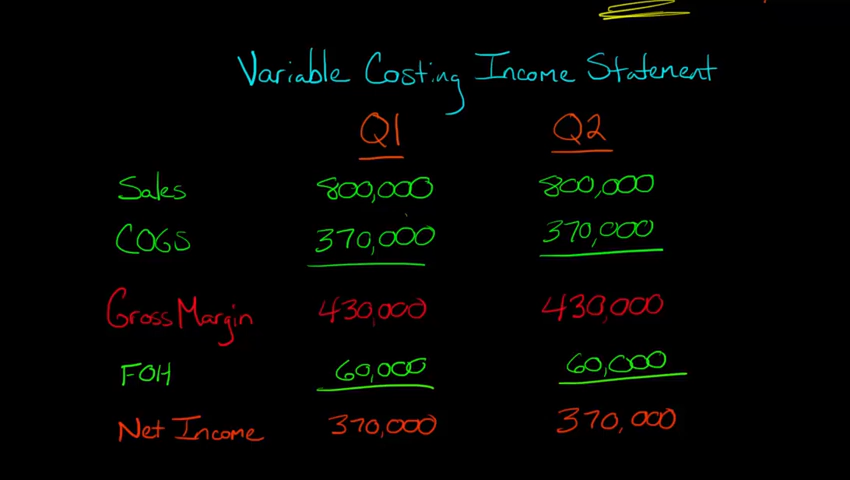 Variable Costing Income Statement
Q1 Q2
Sales 800,000 800,000
COGS 370,000 370,000
Gross Margin 430,000 430,000
FOH 60,000 60,000
Net Income 370,000 370,000